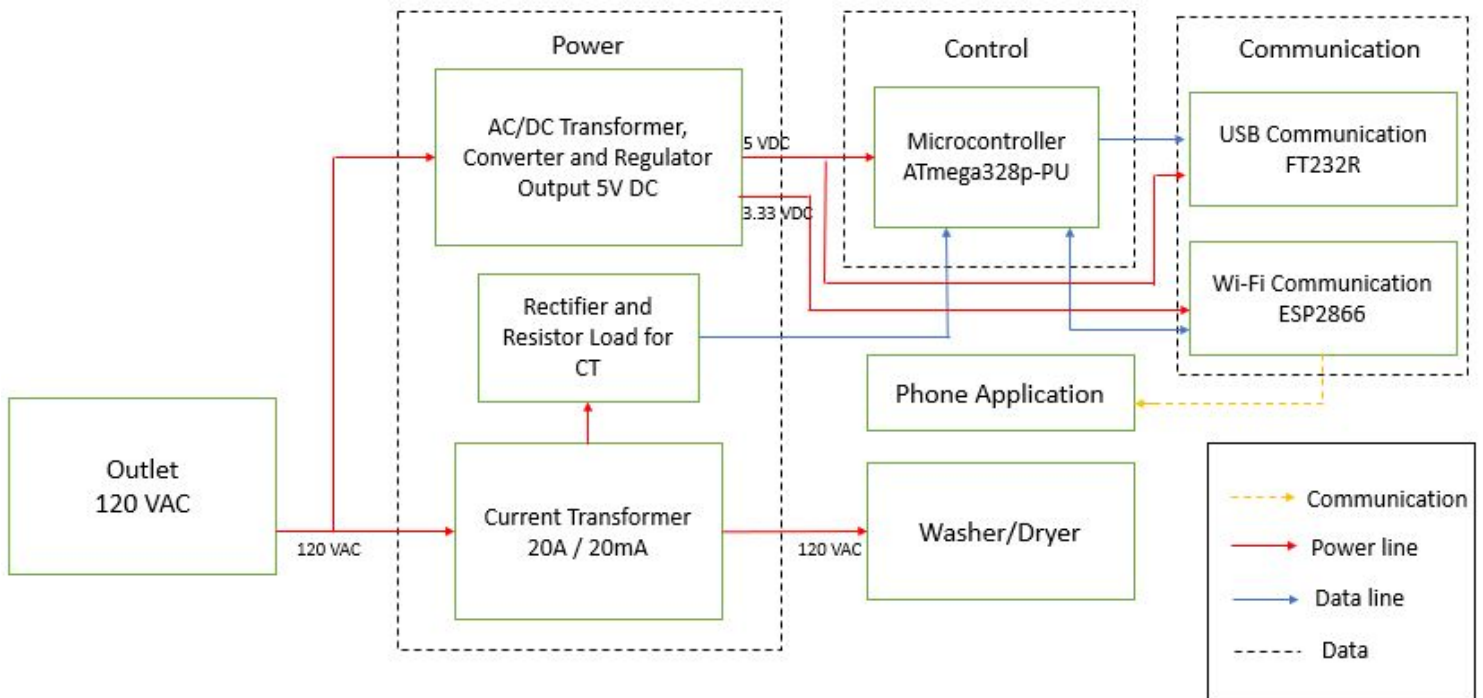 Power
AC/DC Transformer,
Converter and Regulator
Output 5V DC
5 VDC
3.33 VDC
Control
Microcontroller
ATmega328p-PU
Communication
USB Communication
FT232R
Wi-Fi Communication
ESP2866
Rectifier and
Resistor Load for
CT
Phone Application
Outlet
120 VAC
120 VAC
Current Transformer
20A / 20mA
120 VAC
Washer/Dryer
Communication
Power line
Data line
Data